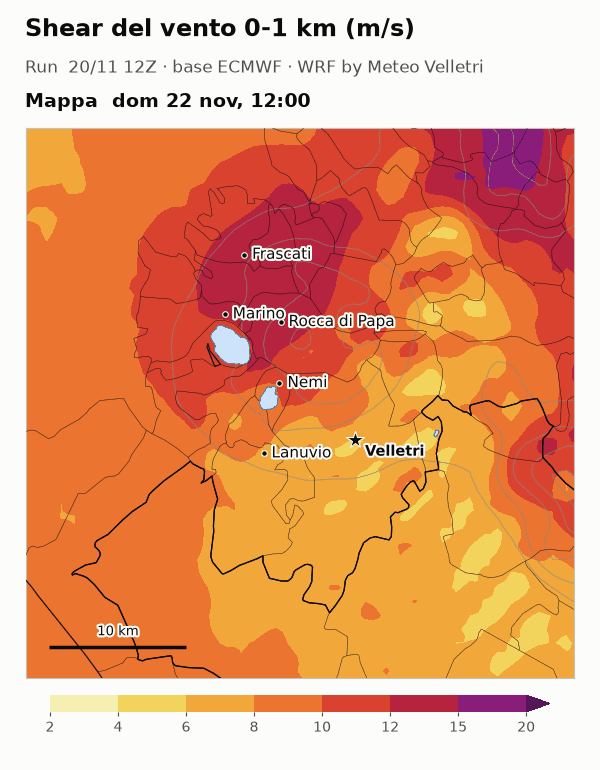 Shear del vento 0-1 km (m/s)
Run  20/11 12Z · base ECMWF · WRF by Meteo Velletri
Mappa  dom 22 nov, 12:00
Frascati
Marino
Rocca di Papa
Nemi
Lanuvio
Velletri
10 km
2 4 6 8 10 12 15 20